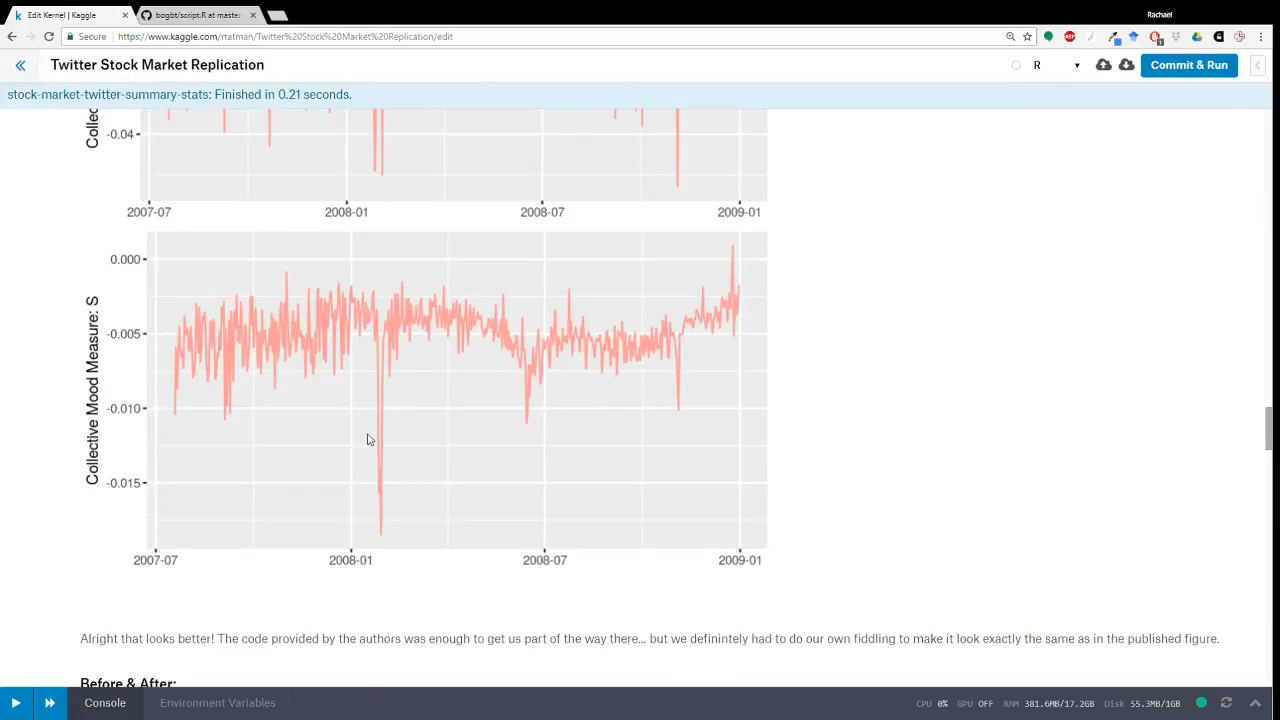 Edit Kernel | Kaggle
bogbt/script.R at master
Rachael
Secure
https://www.kaggle.com/rtatman/Twitter%20Stock%20Market%20Replication/edit
Twitter Stock Market Replication
R
Commit & Run
stock-market-twitter-summary-stats: Finished in 0.21 seconds.
Collec
-0.04
2007-07 2008-01 2008-07 2009-01
Collective Mood Measure: S
0.000
-0.005
-0.010
-0.015
2007-07 2008-01 2008-07 2009-01
Alright that looks better! The code provided by the authors was enough to get us part of the way there... but we definintely had to do our own fiddling to make it look exactly the same as in the published figure.
Before & After:
Console Environment Variables CPU 0% GPU OFF RAM 381.6MB/17.2GB Disk 55.3MB/1GB